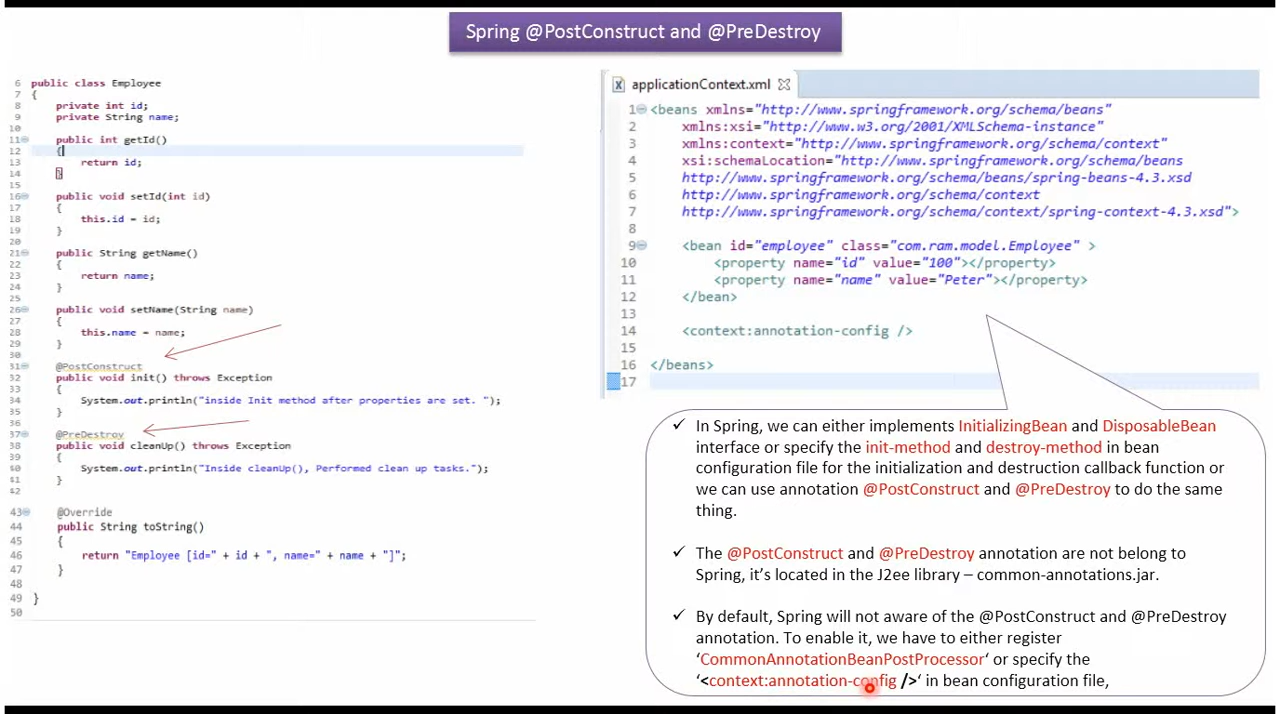 Spring @PostConstruct and @PreDestroy
6 public class Employee
7 {
8 private int id;
9 private String name;
10
11 public int getId()
12 {
13 return id;
14 }
15
16 public void setId(int id)
17 {
18 this.id = id;
19 }
20
21 public String getName()
22 {
23 return name;
24 }
25
26 public void setName(String name)
27 {
28 this.name = name;
29 }
30
31 @PostConstruct
32 public void init() throws Exception
33 {
34 System.out.println("inside Init method after properties are set. ");
35 }
36
37 @PreDestroy
38 public void cleanUp() throws Exception
39 {
40 System.out.println("Inside cleanUp(), Performed clean up tasks.");
41 }
42
43 @Override
44 public String toString()
45 {
46 return "Employee [id=" + id + ", name=" + name + "]";
47 }
48
49 }
50
applicationContext.xml
1 <beans xmlns="http://www.springframework.org/schema/beans"
2 xmlns:xsi="http://www.w3.org/2001/XMLSchema-instance"
3 xmlns:context="http://www.springframework.org/schema/context"
4 xsi:schemaLocation="http://www.springframework.org/schema/beans
5 http://www.springframework.org/schema/beans/spring-beans-4.3.xsd
6 http://www.springframework.org/schema/context
7 http://www.springframework.org/schema/context/spring-context-4.3.xsd">
8
9 <bean id="employee" class="com.ram.model.Employee" >
10 <property name="id" value="100"></property>
11 <property name="name" value="Peter"></property>
12 </bean>
13
14 <context:annotation-config />
15
16 </beans>
17
✓ In Spring, we can either implements InitializingBean and DisposableBean
interface or specify the init-method and destroy-method in bean
configuration file for the initialization and destruction callback function or
we can use annotation @PostConstruct and @PreDestroy to do the same
thing.
✓ The @PostConstruct and @PreDestroy annotation are not belong to
Spring, it’s located in the J2ee library – common-annotations.jar.
✓ By default, Spring will not aware of the @PostConstruct and @PreDestroy
annotation. To enable it, we have to either register
‘CommonAnnotationBeanPostProcessor‘ or specify the
‘<context:annotation-config />‘ in bean configuration file,